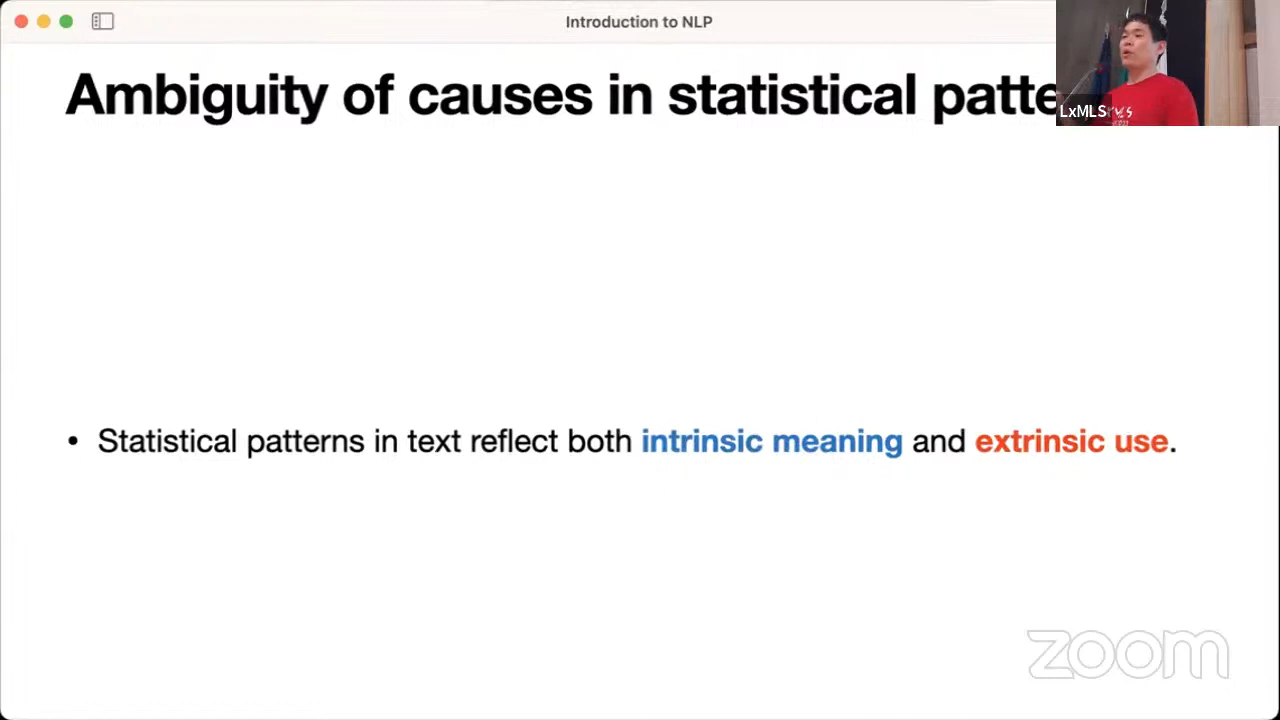 Introduction to NLP
Ambiguity of causes in statistical patte
LxMLS
• Statistical patterns in text reflect both intrinsic meaning and extrinsic use.
zoom